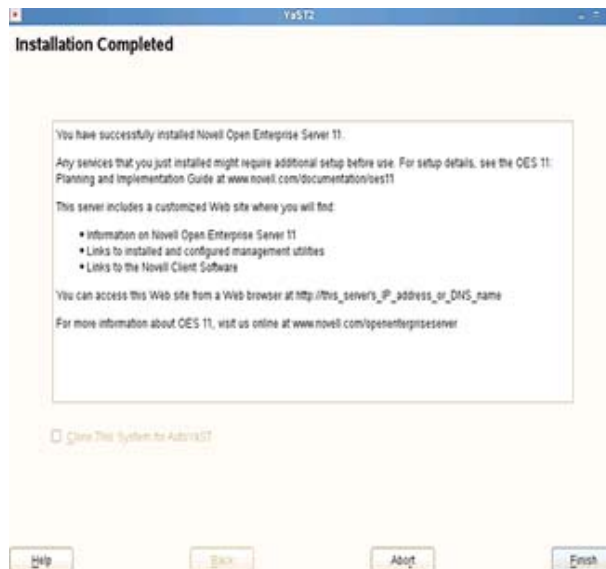 YaST2
Installation Completed
You have successfully installed Novell Open Enterprise Server 11.
Any services that you just installed might require additional setup before use. For setup details, see the OES 11:
Planning and Implementation Guide at www.novell.com/documentation/oes11
This server includes a customized Web site where you will find:
• Information on Novell Open Enterprise Server 11
• Links to installed and configured management utilities
• Links to the Novell Client Software
You can access this Web site from a Web browser at http://this_server's_IP_address_or_DNS_name
For more information about OES 11, visit us online at www.novell.com/openenterpriseserver.
Clone This System for AutoYaST
Help
Back
Abort
Finish